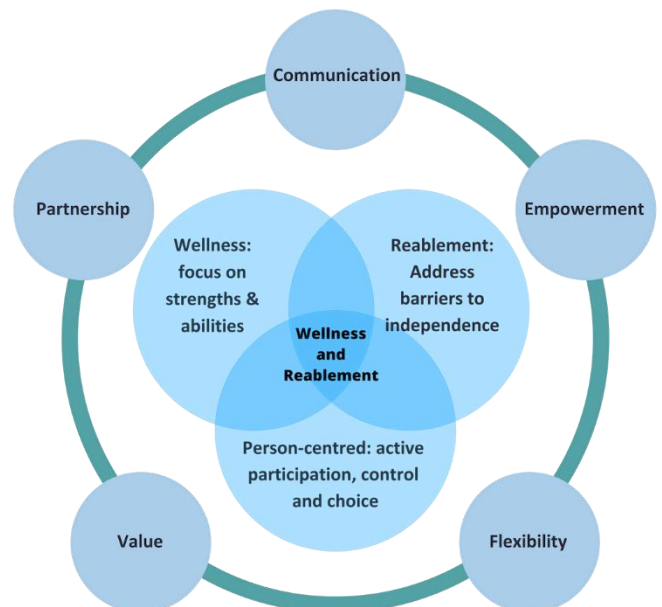 Communication
Partnership
Empowerment
Wellness:
focus on
strengths &
abilities
Reablement:
Address
barriers to
independence
Wellness
and
Reablement
Person-centred: active
participation, control
and choice
Value
Flexibility